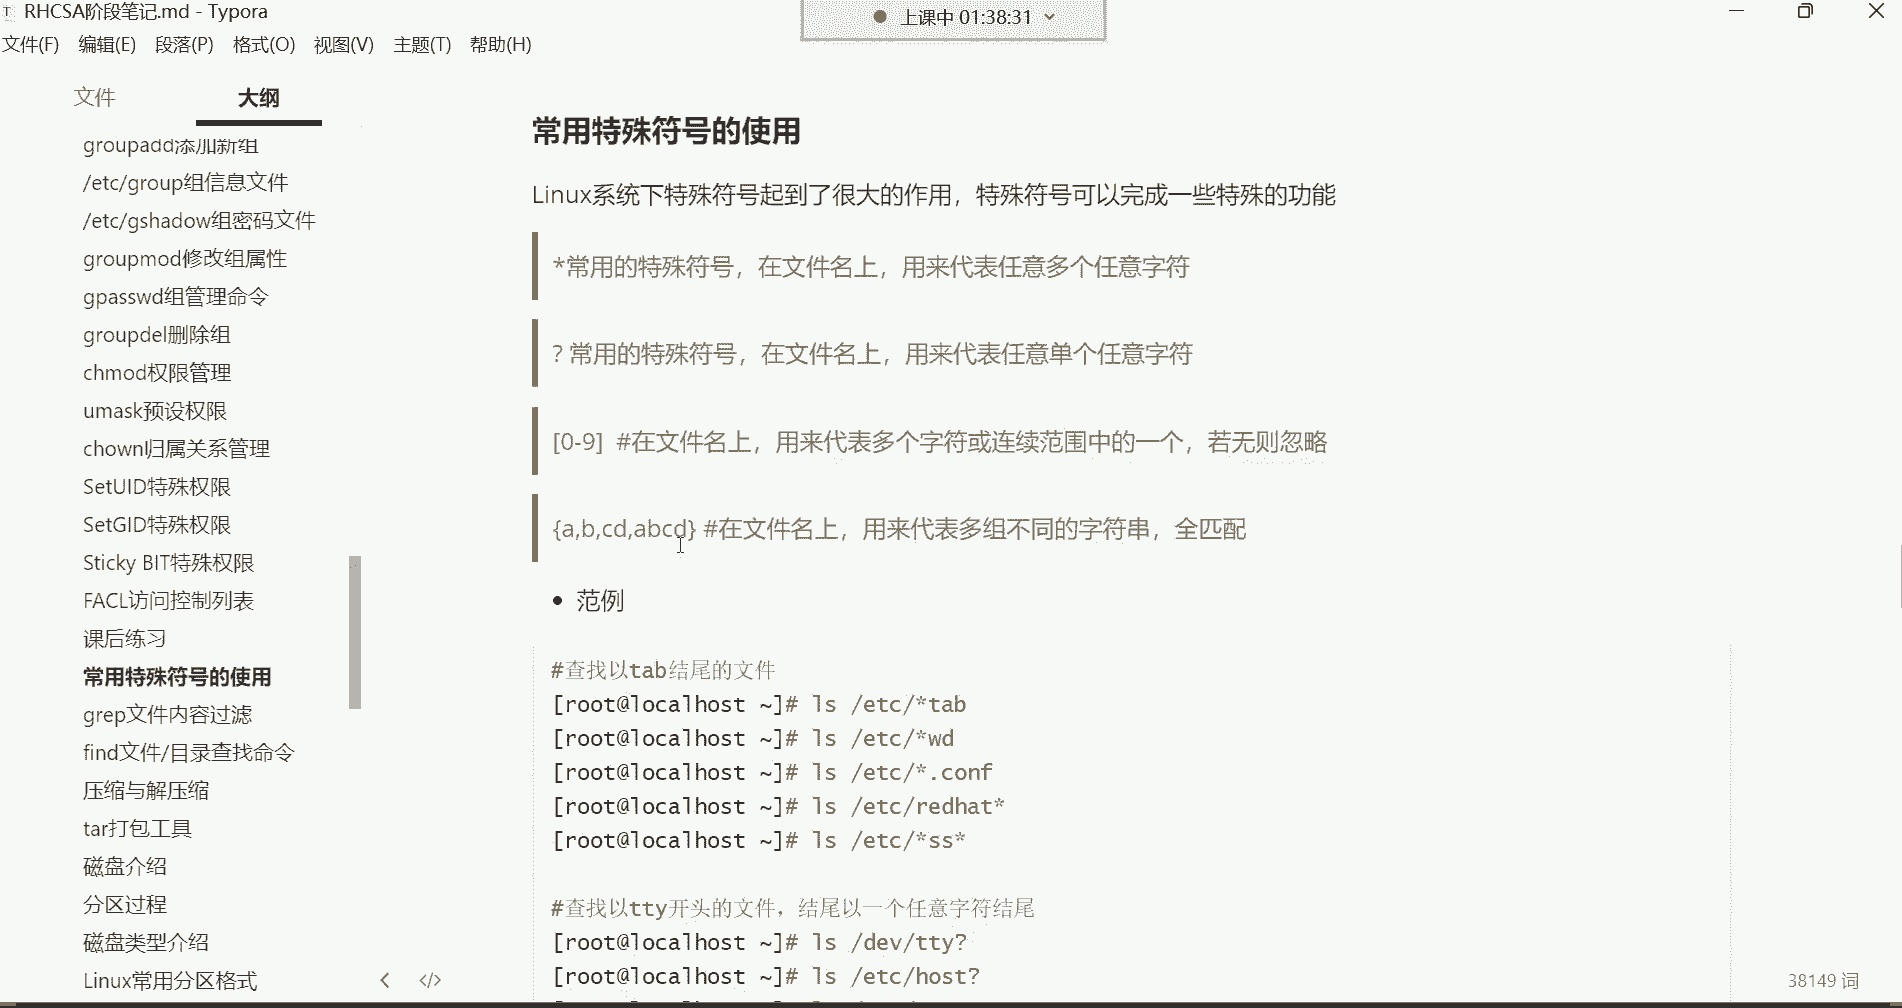 RHCSA阶段笔记.md - Typora
上课中 01:38:31
文件(F) 编辑(E) 段落(P) 格式(O) 视图(V) 主题(T) 帮助(H)
文件 大纲
groupadd添加新组
/etc/group组信息文件
/etc/gshadow组密码文件
groupmod修改组属性
gpasswd组管理命令
groupdel删除组
chmod权限管理
umask预设权限
chown归属关系管理
SetUID特殊权限
SetGID特殊权限
Sticky BIT特殊权限
FACL访问控制列表
课后练习
常用特殊符号的使用
grep文件内容过滤
find文件/目录查找命令
压缩与解压缩
tar打包工具
磁盘介绍
分区过程
磁盘类型介绍
Linux常用分区格式
常用特殊符号的使用
Linux系统下特殊符号起到了很大的作用，特殊符号可以完成一些特殊的功能
*常用的特殊符号，在文件名上，用来代表任意多个任意字符
? 常用的特殊符号，在文件名上，用来代表任意单个任意字符
[0-9] #在文件名上，用来代表多个字符或连续范围中的一个，若无则忽略
{a,b,cd,abcd} #在文件名上，用来代表多组不同的字符串，全匹配
• 范例
#查找以tab结尾的文件
[root@localhost ~]# ls /etc/*tab
[root@localhost ~]# ls /etc/*wd
[root@localhost ~]# ls /etc/*.conf
[root@localhost ~]# ls /etc/redhat*
[root@localhost ~]# ls /etc/*ss*
#查找以tty开头的文件，结尾以一个任意字符结尾
[root@localhost ~]# ls /dev/tty?
[root@localhost ~]# ls /etc/host?
38149 词